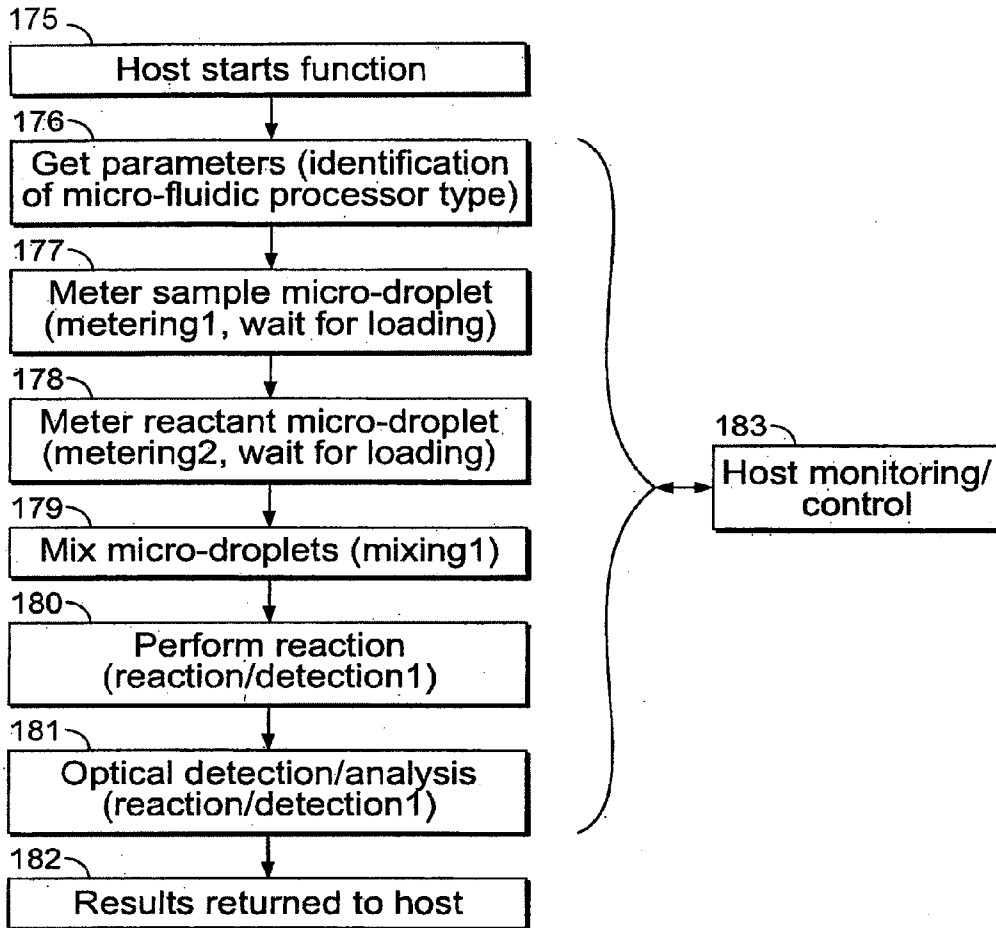 175
Host starts function
176
Get parameters (identification
of micro-fluidic processor type)
177
Meter sample micro-droplet
(metering1, wait for loading)
178
Meter reactant micro-droplet
(metering2, wait for loading)
183
Host monitoring/
control
179
Mix micro-droplets (mixing1)
180
Perform reaction
(reaction/detection1)
181
Optical detection/analysis
(reaction/detection1)
182
Results returned to host